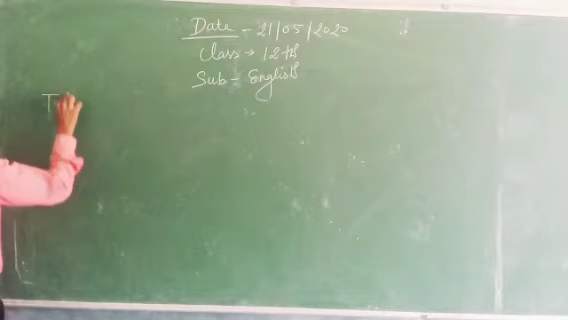 Date - 21/05/2020
Class → 12th
Sub - English
T